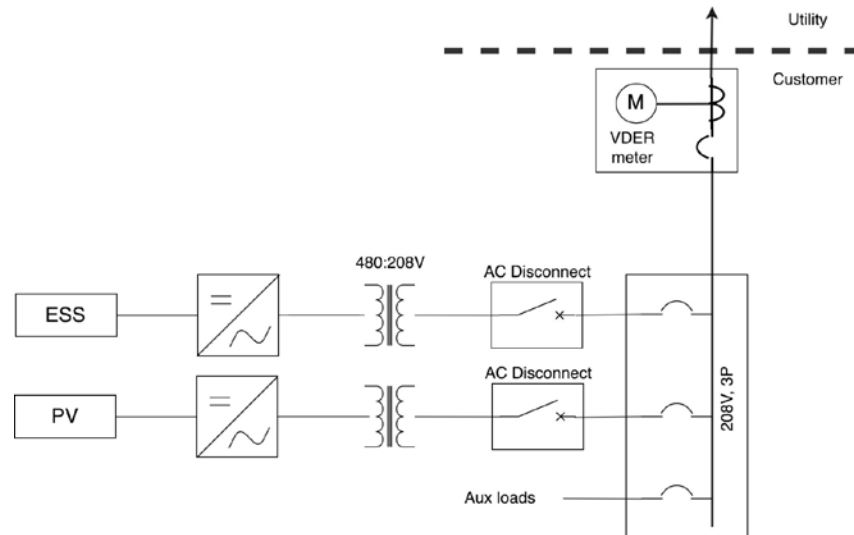 Utility
Customer
M
VDER
meter
480:208V
AC Disconnect
ESS
AC Disconnect
PV
208V, 3P
Aux loads